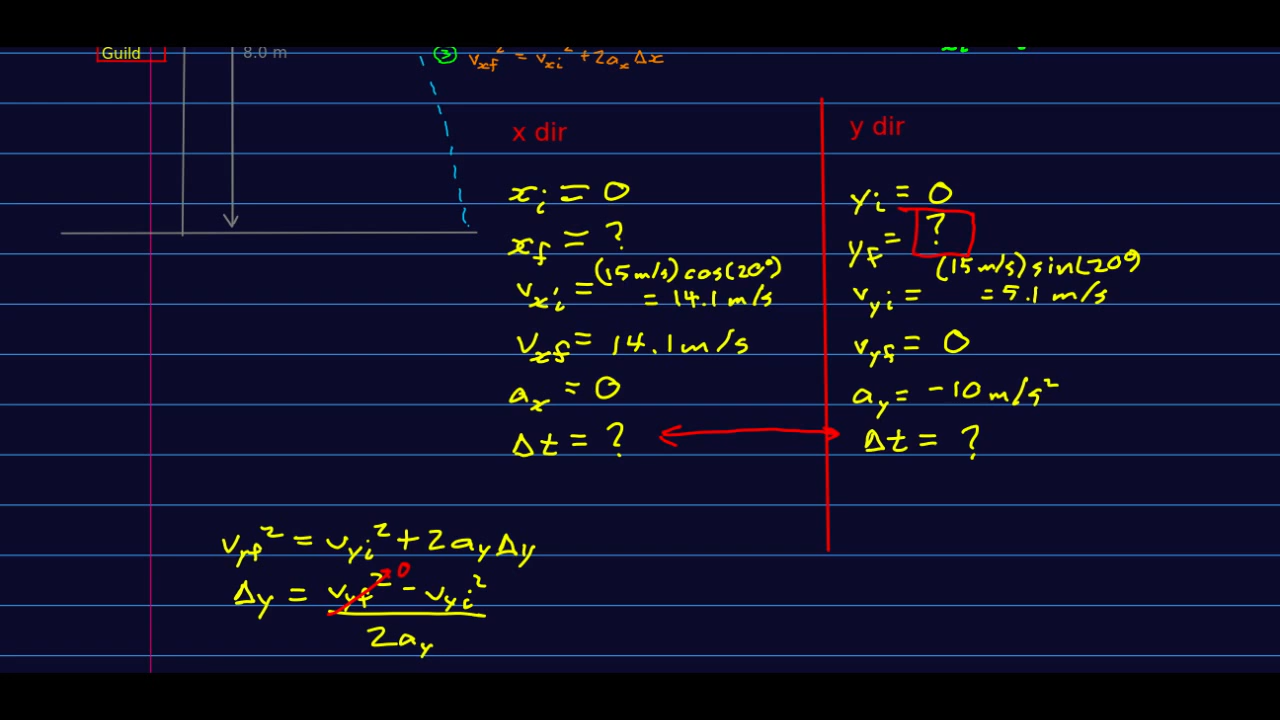 Guild
8.0 m
③ vxf² = vxi² + 2ax Δx
x dir
xi = 0
xf = ?
(15 m/s) cos(20°)
vxi = = 14.1 m/s
vxf = 14.1 m/s
ax = 0
Δt = ?
y dir
yi = 0
yf = ?
(15 m/s) sin(20°)
vyi = = 5.1 m/s
vyf = 0
ay = -10 m/s²
Δt = ?
vyf² = vyi² + 2ay Δy
0
Δy = vyf² - vyi²
2ay